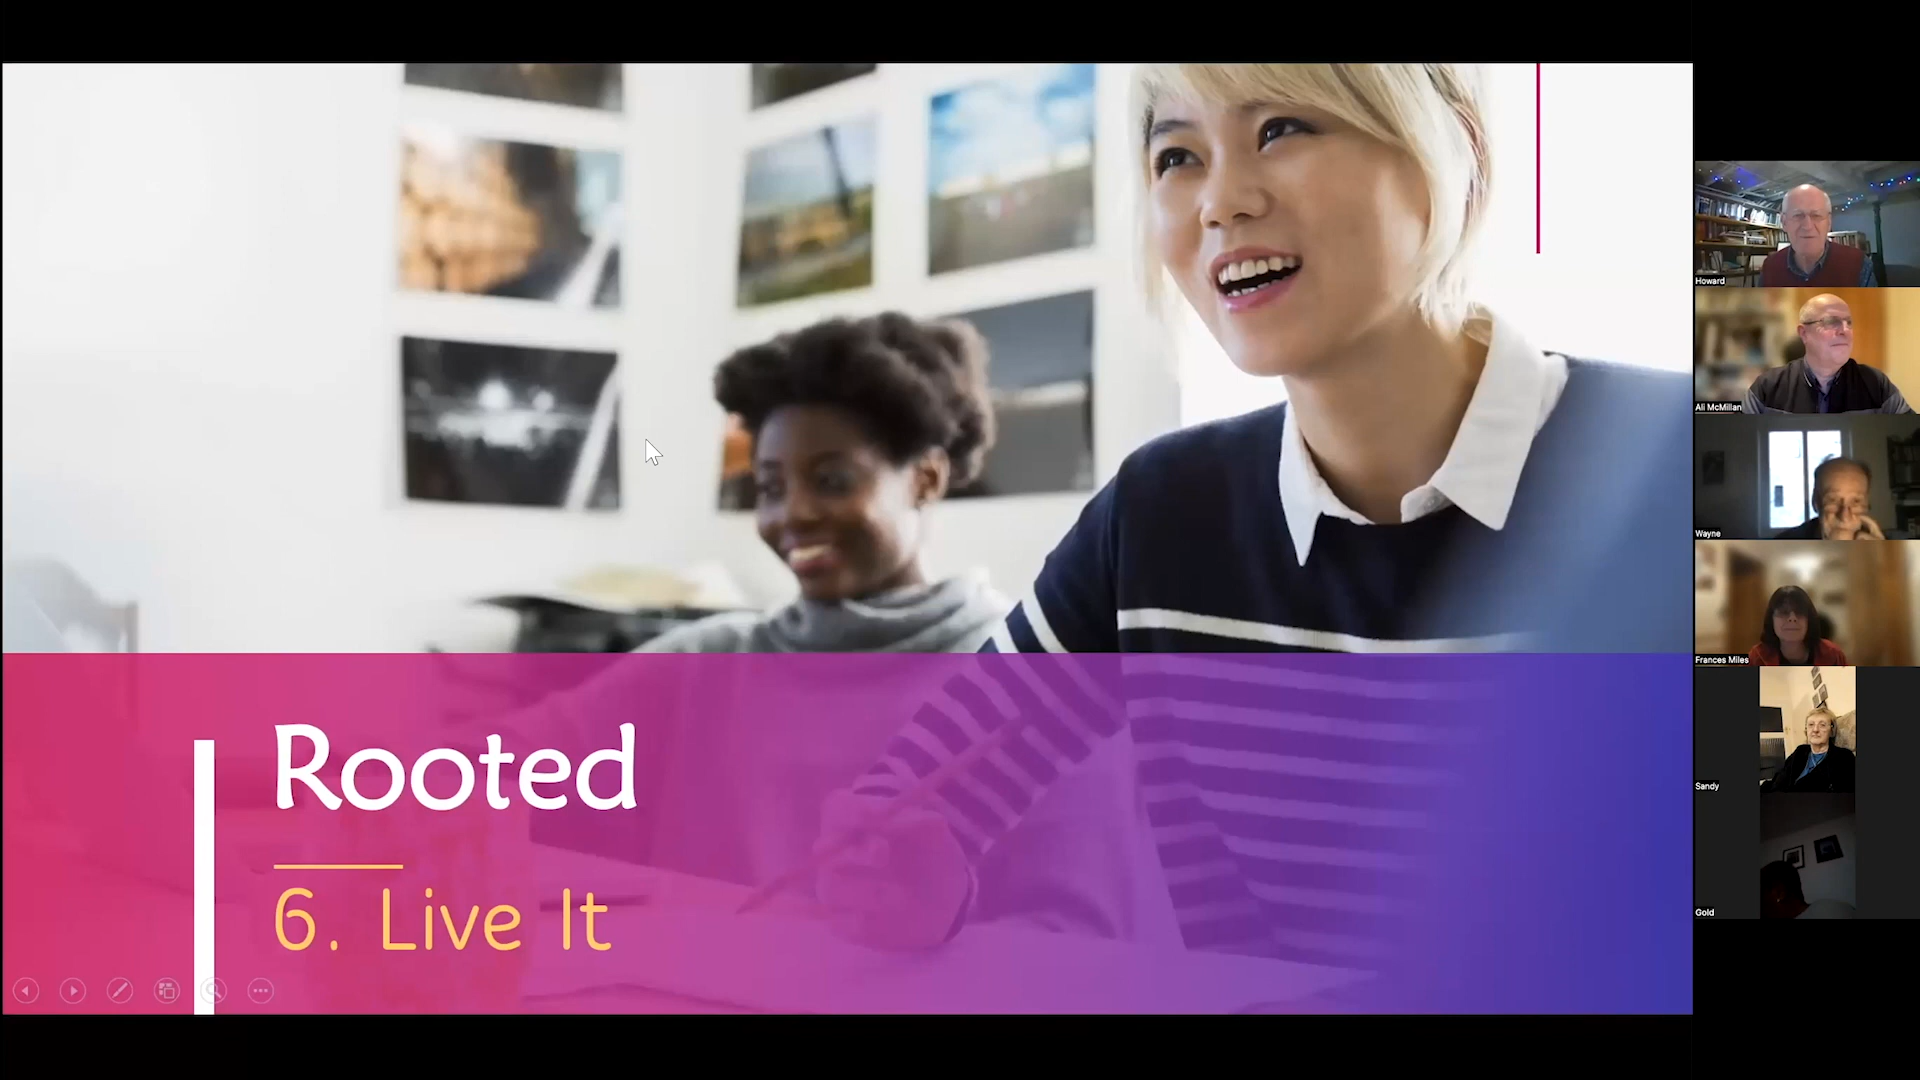 Rooted
6. Live It
Howard
Ali McMillan
Wayne
Frances Miles
Sandy
Gold